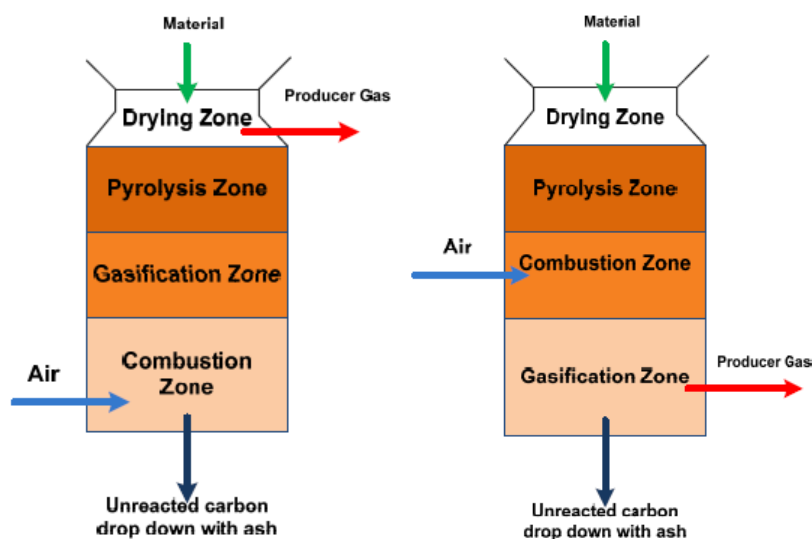 Material
Producer Gas
Drying Zone
Pyrolysis Zone
Gasification Zone
Combustion
Zone
Air
Unreacted carbon
drop down with ash
Material
Drying Zone
Pyrolysis Zone
Air
Combustion Zone
Gasification Zone
Producer Gas
Unreacted carbon
drop down with ash